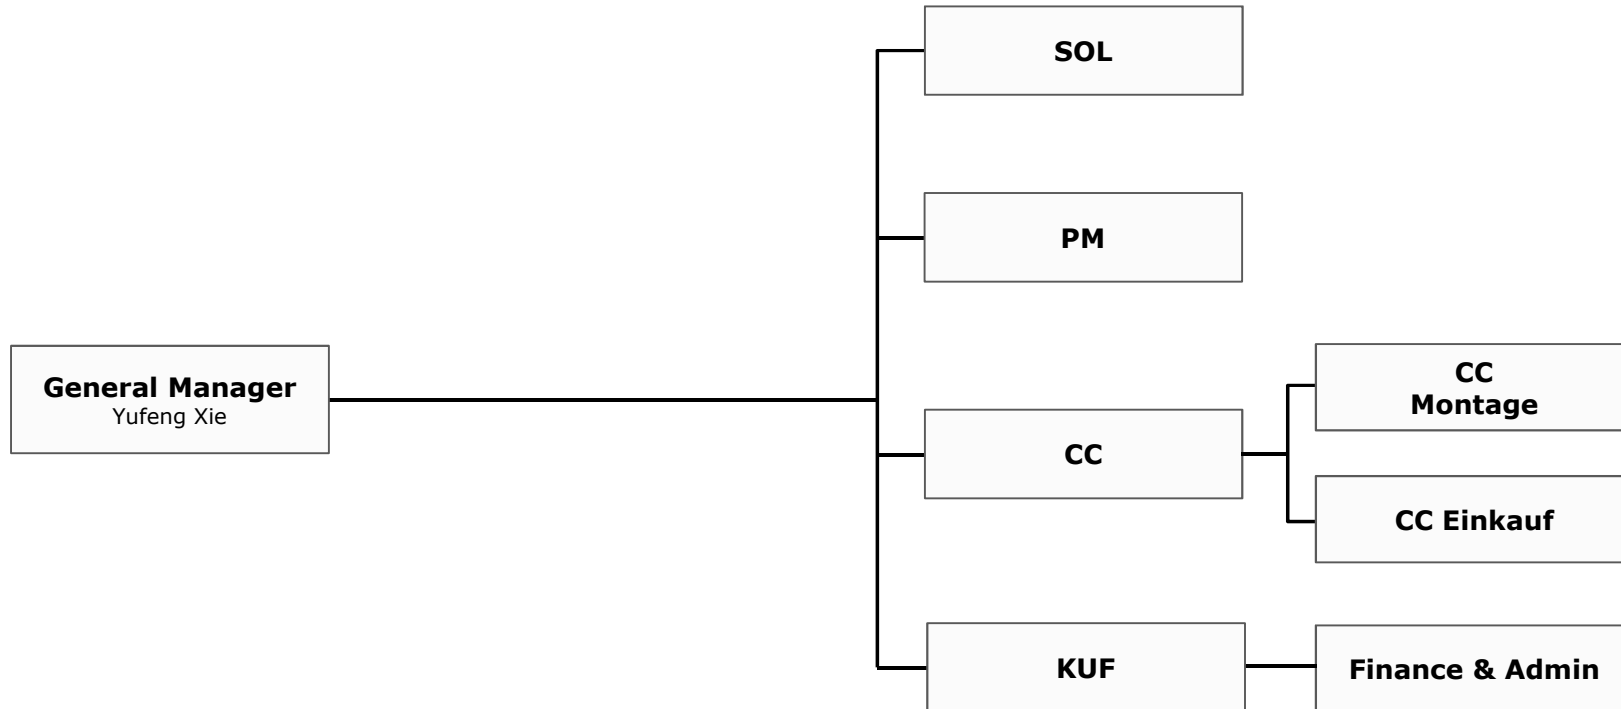 SOL
PM
General Manager
Yufeng Xie
CC
CC
Montage
CC Einkauf
KUF
Finance & Admin